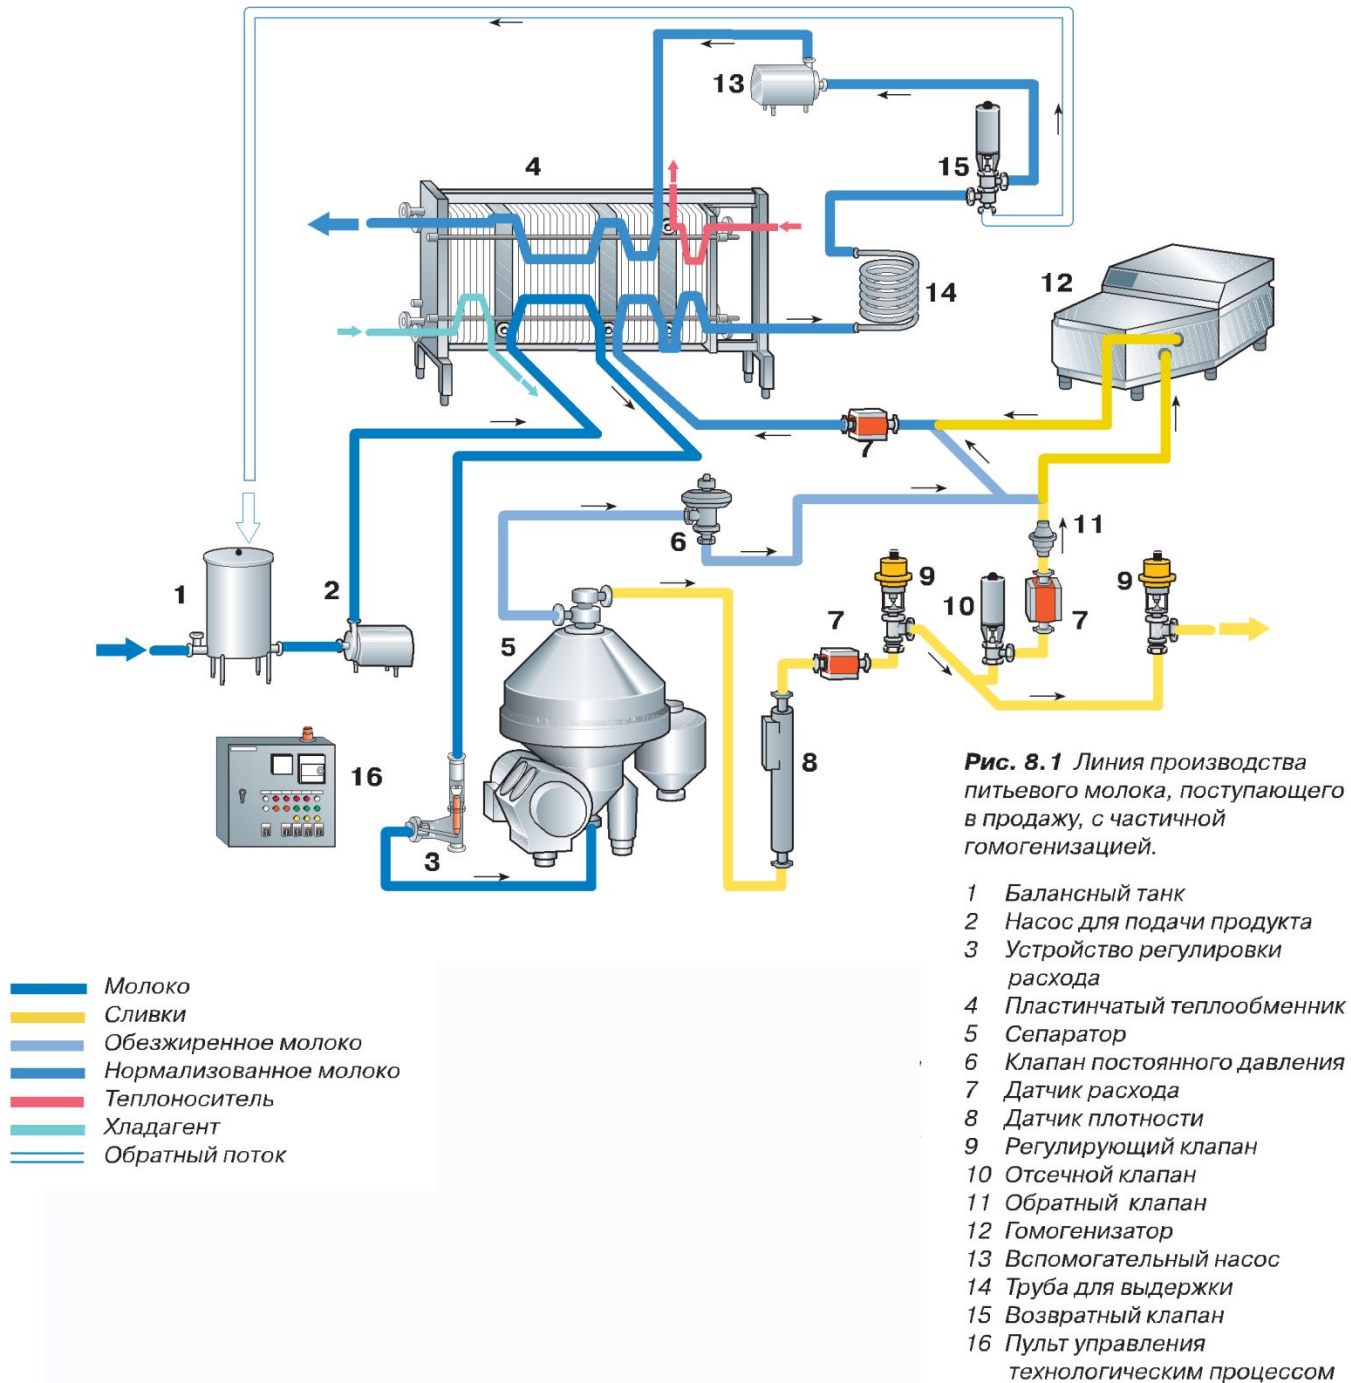 13
4
15
14
12
7
6
11
1
2
9
10
7
9
5
7
8
16
3
Рис. 8.1 Линия производства
питьевого молока, поступающего
в продажу, с частичной
гомогенизацией.
1 Балансный танк
2 Насос для подачи продукта
3 Устройство регулировки
расхода
4 Пластинчатый теплообменник
5 Сепаратор
6 Клапан постоянного давления
7 Датчик расхода
8 Датчик плотности
9 Регулирующий клапан
10 Отсечной клапан
11 Обратный клапан
12 Гомогенизатор
13 Вспомогательный насос
14 Труба для выдержки
15 Возвратный клапан
16 Пульт управления
технологическим процессом
Молоко
Сливки
Обезжиренное молоко
Нормализованное молоко
Теплоноситель
Хладагент
Обратный поток